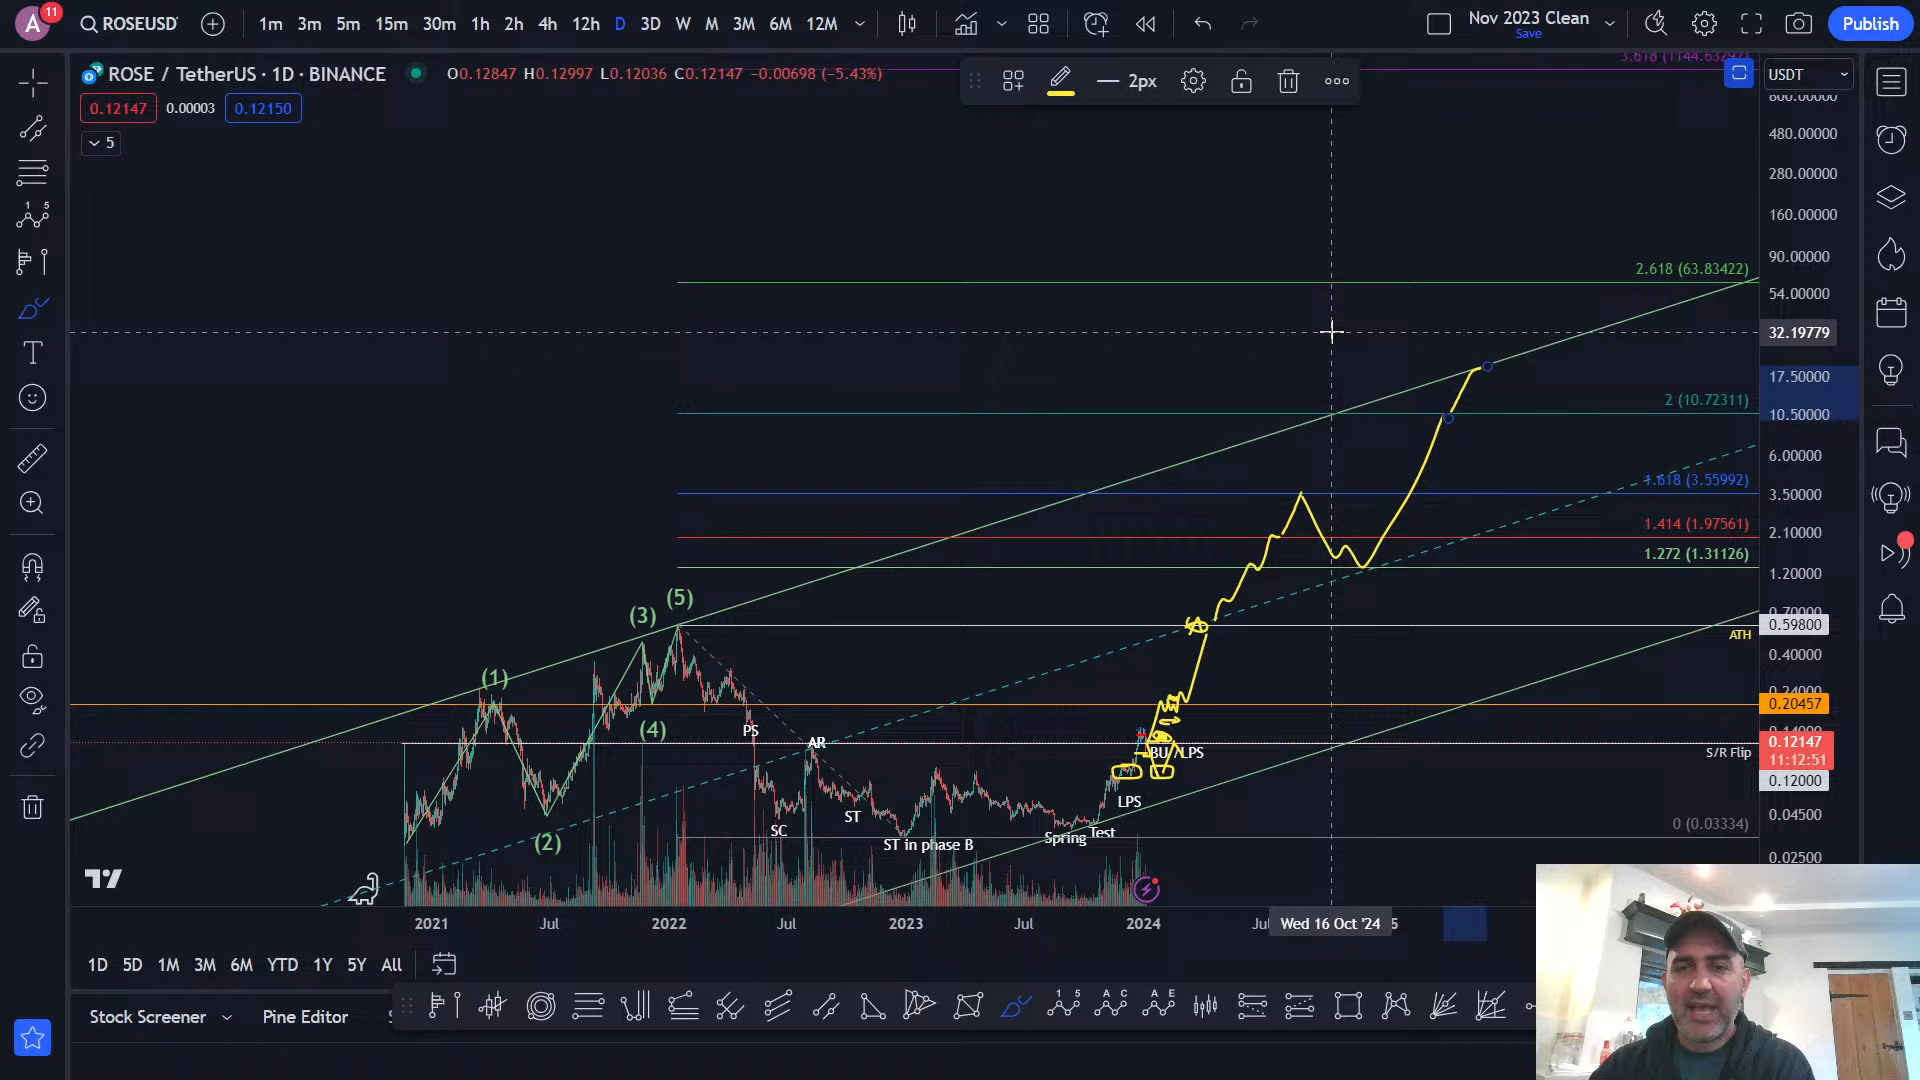 A
11
ROSEUSDT
1m 3m 5m 15m 30m 1h 2h 4h 12h D 3D W M 3M 6M 12M
Nov 2023 Clean
Save
Publish
ROSE / TetherUS · 1D · BINANCE
O0.12847 H0.12997 L0.12036 C0.12147 −0.00698 (−5.43%)
3.618 (1144.63297)
2px
USDT
0.12147 0.00003 0.12150
5
800.00000
480.00000
280.00000
160.00000
90.00000
2.618 (63.83422)
54.00000
32.19779
17.50000
2 (10.72311)
10.50000
6.00000
1.618 (3.55992)
3.50000
1.414 (1.97561)
2.10000
1.272 (1.31126)
1.20000
(5)
(3)
0.70000
0.59800
ATH
0.40000
(1)
0.24000
0.20457
(4)
PS
AR
0.14000
0.12147
11:12:51
BU /LPS
S/R Flip
0.12000
LPS
SC
ST
0.04500
0 (0.03334)
Spring
Test
(2)
ST in phase B
0.02500
2021 Jul 2022 Jul 2023 Jul 2024 Wed 16 Oct '24
1D 5D 1M 3M 6M YTD 1Y 5Y All
Stock Screener Pine Editor